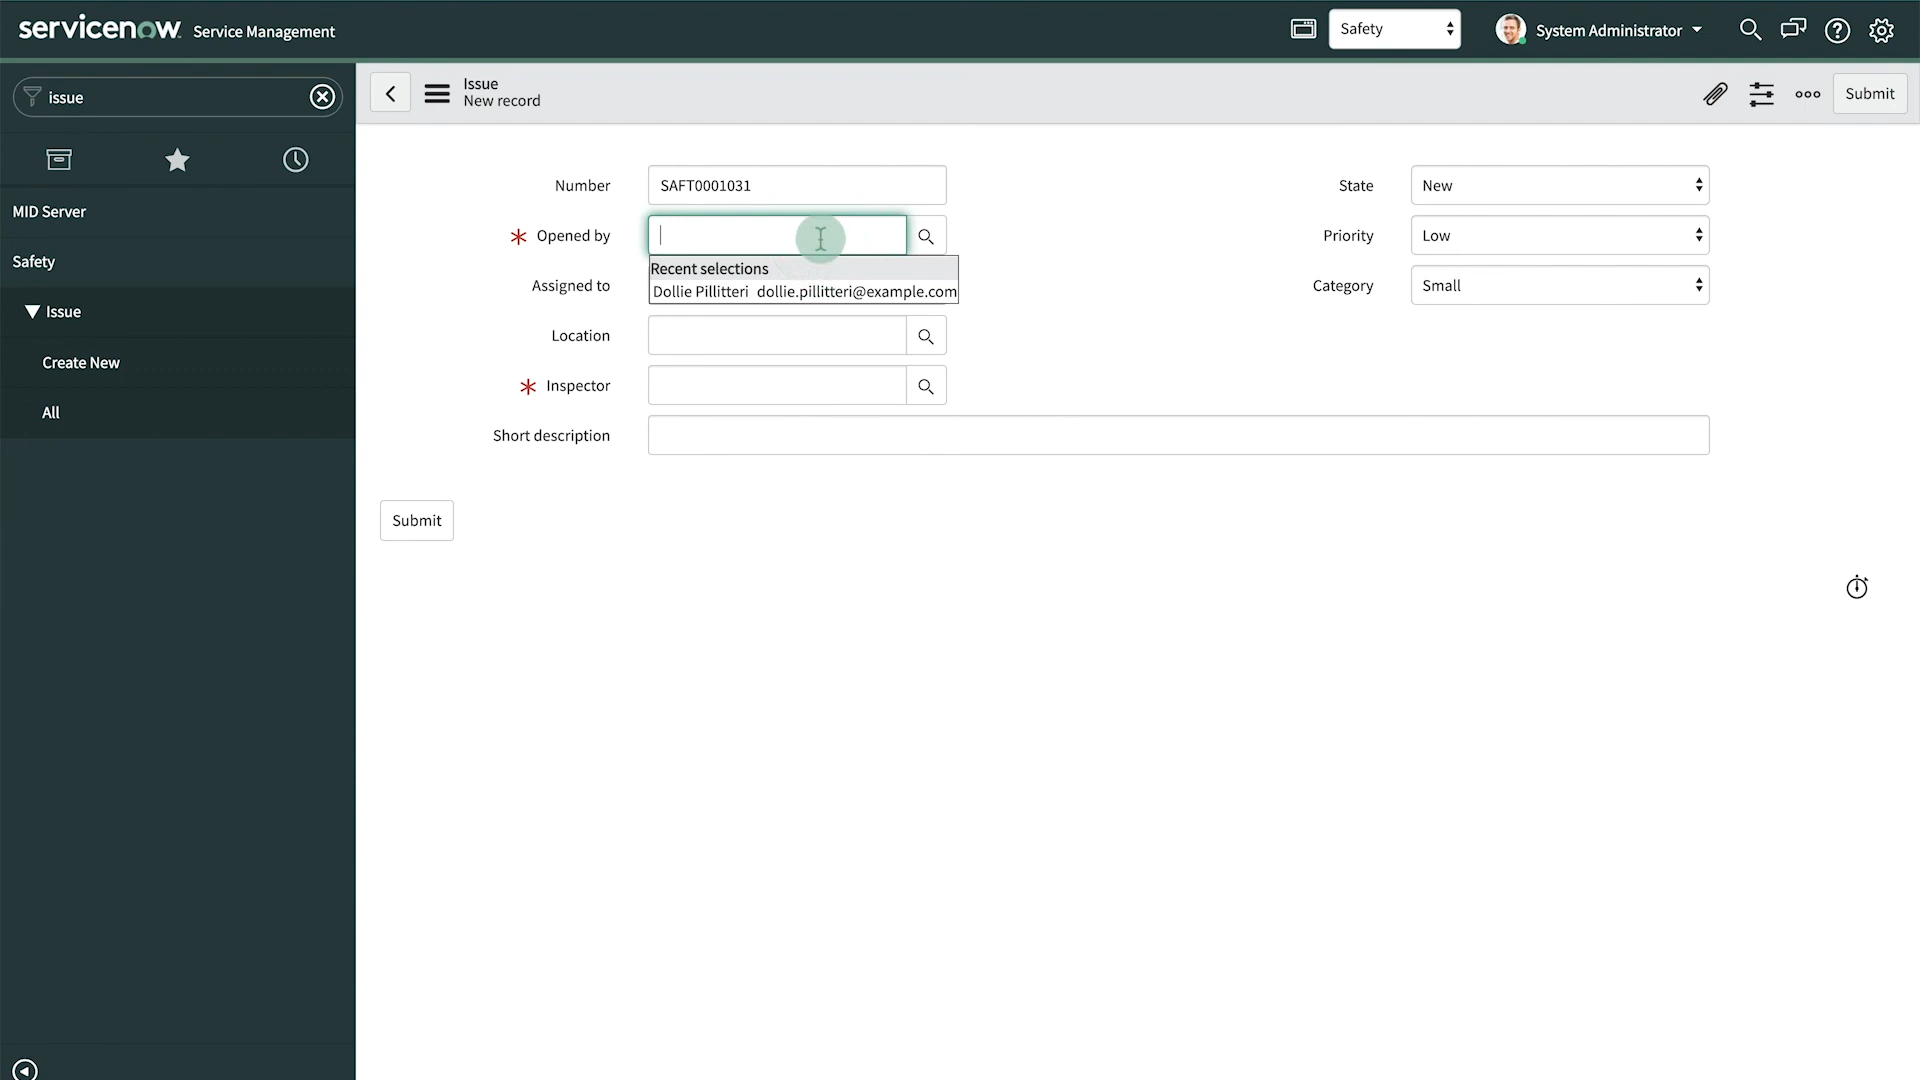 servicenow Service Management
Safety
System Administrator
issue
Issue
New record
Submit
MID Server
Safety
Issue
Create New
All
Number
SAFT0001031
Opened by
Recent selections
Dollie Pillitteri dollie.pillitteri@example.com
Assigned to
Location
Inspector
Short description
State
New
Priority
Low
Category
Small
Submit